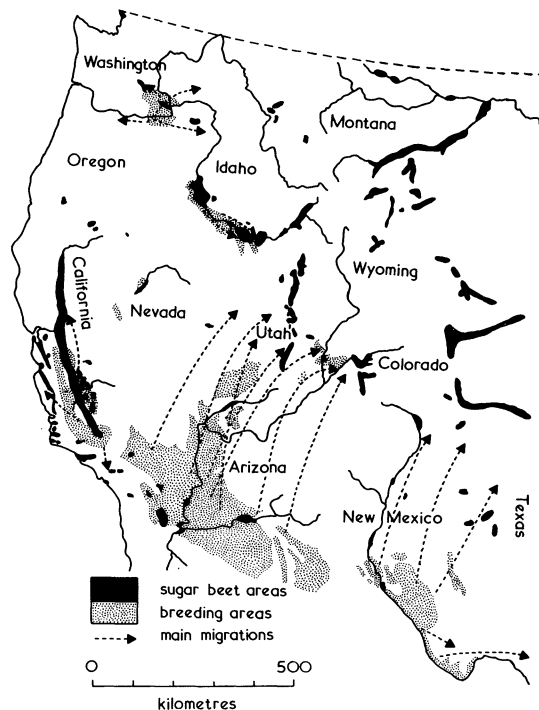 Washington
Montana
Oregon
Idaho
Wyoming
California
Nevada
Utah
Colorado
Arizona
New Mexico
Texas
sugar beet areas
breeding areas
main migrations
0 500
kilometres